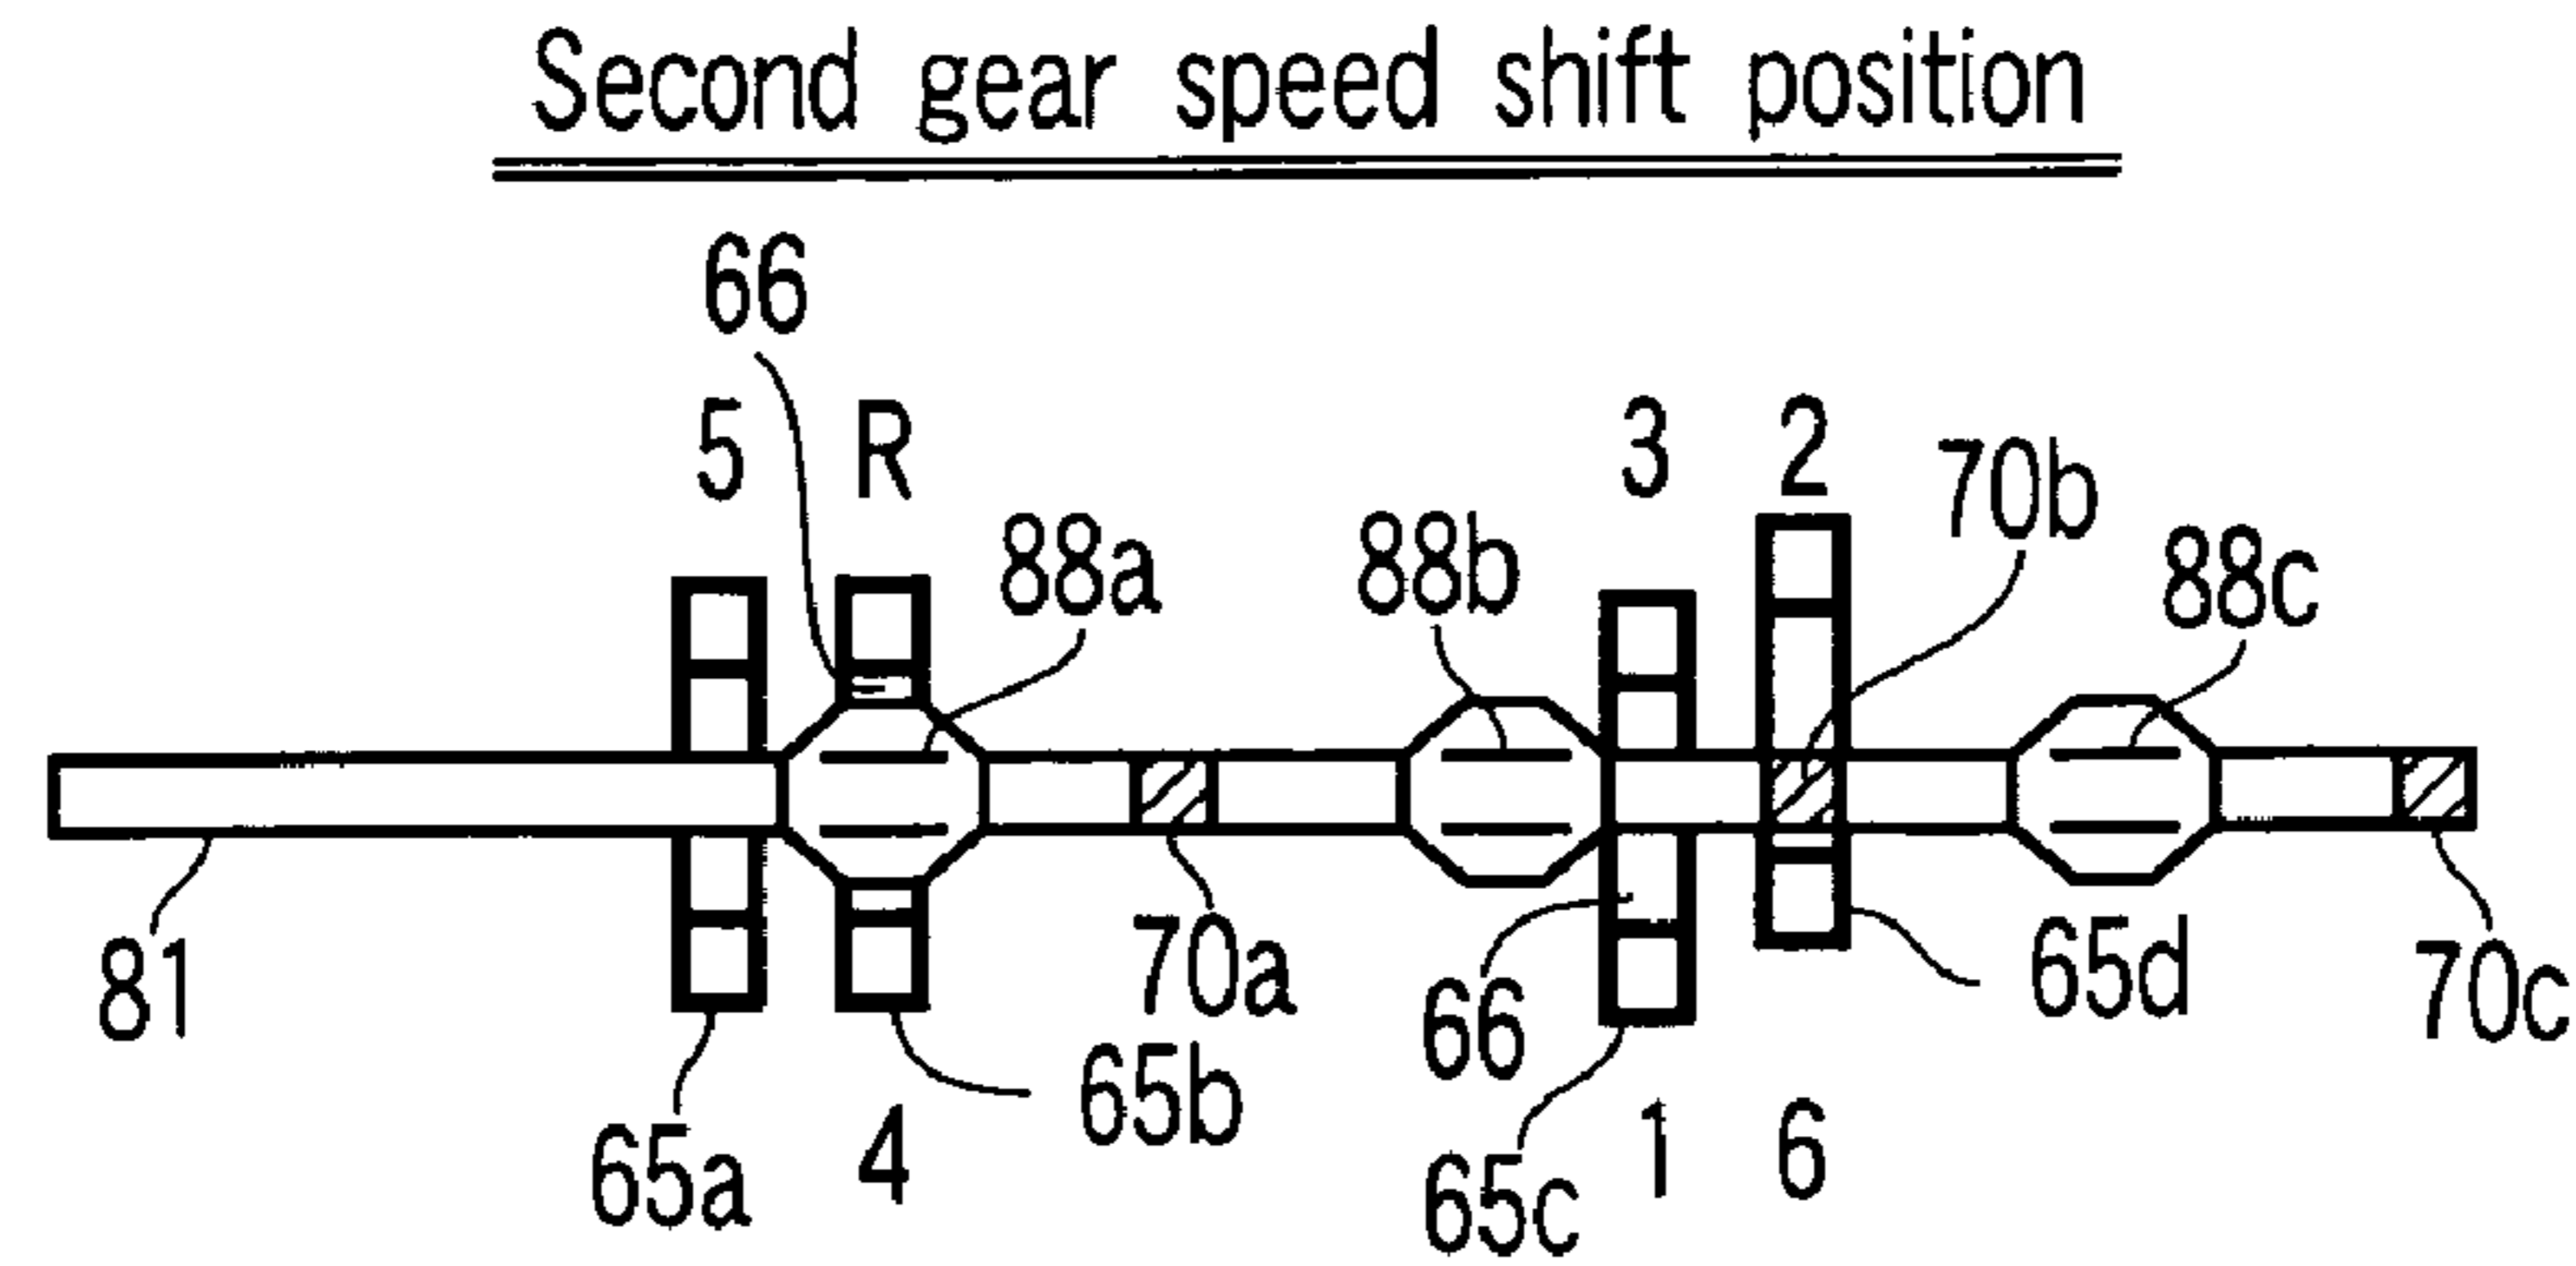 Second gear speed shift position
66
5 R 3 2
70b
88a 88b 88c
81 70a 66 65d 70c
65a 4 65b 65c 1 6